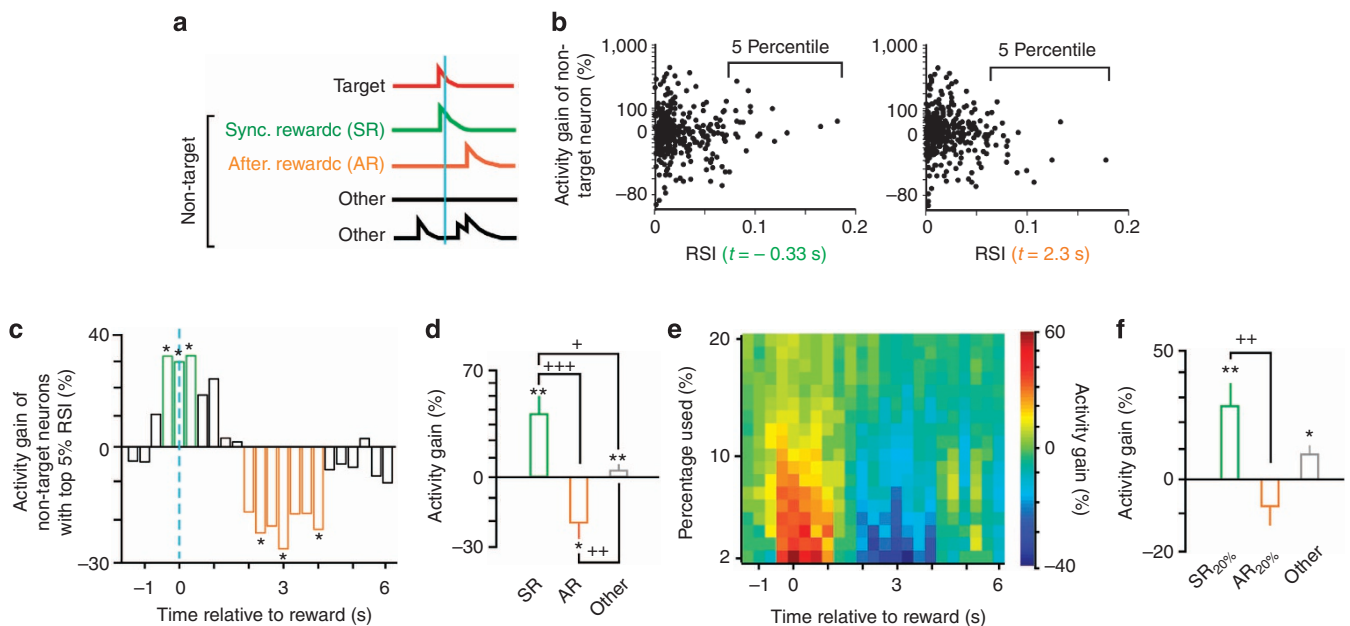 a
Target
Sync. rewardc (SR)
After. rewardc (AR)
Other
Other
Non-target
b
Activity gain of non-
target neuron (%)
1,000
100
0
−80
5 Percentile
0
0.1
0.2
RSI (t = − 0.33 s)
1,000
100
0
−80
5 Percentile
0
0.1
0.2
RSI (t = 2.3 s)
c
Activity gain of
non-target neurons
with top 5% RSI (%)
40
0
−30
* * *
* * *
−1 0 3 6
Time relative to reward (s)
d
Activity gain (%)
70
0
−30
+
+++
**
**
*
++
SR
AR
Other
e
Percentage used (%)
20
10
2
−1 0 3 6
Time relative to reward (s)
60
0
−40
Activity gain (%)
f
Activity gain (%)
50
0
−20
++
**
*
SR20%
AR20%
Other